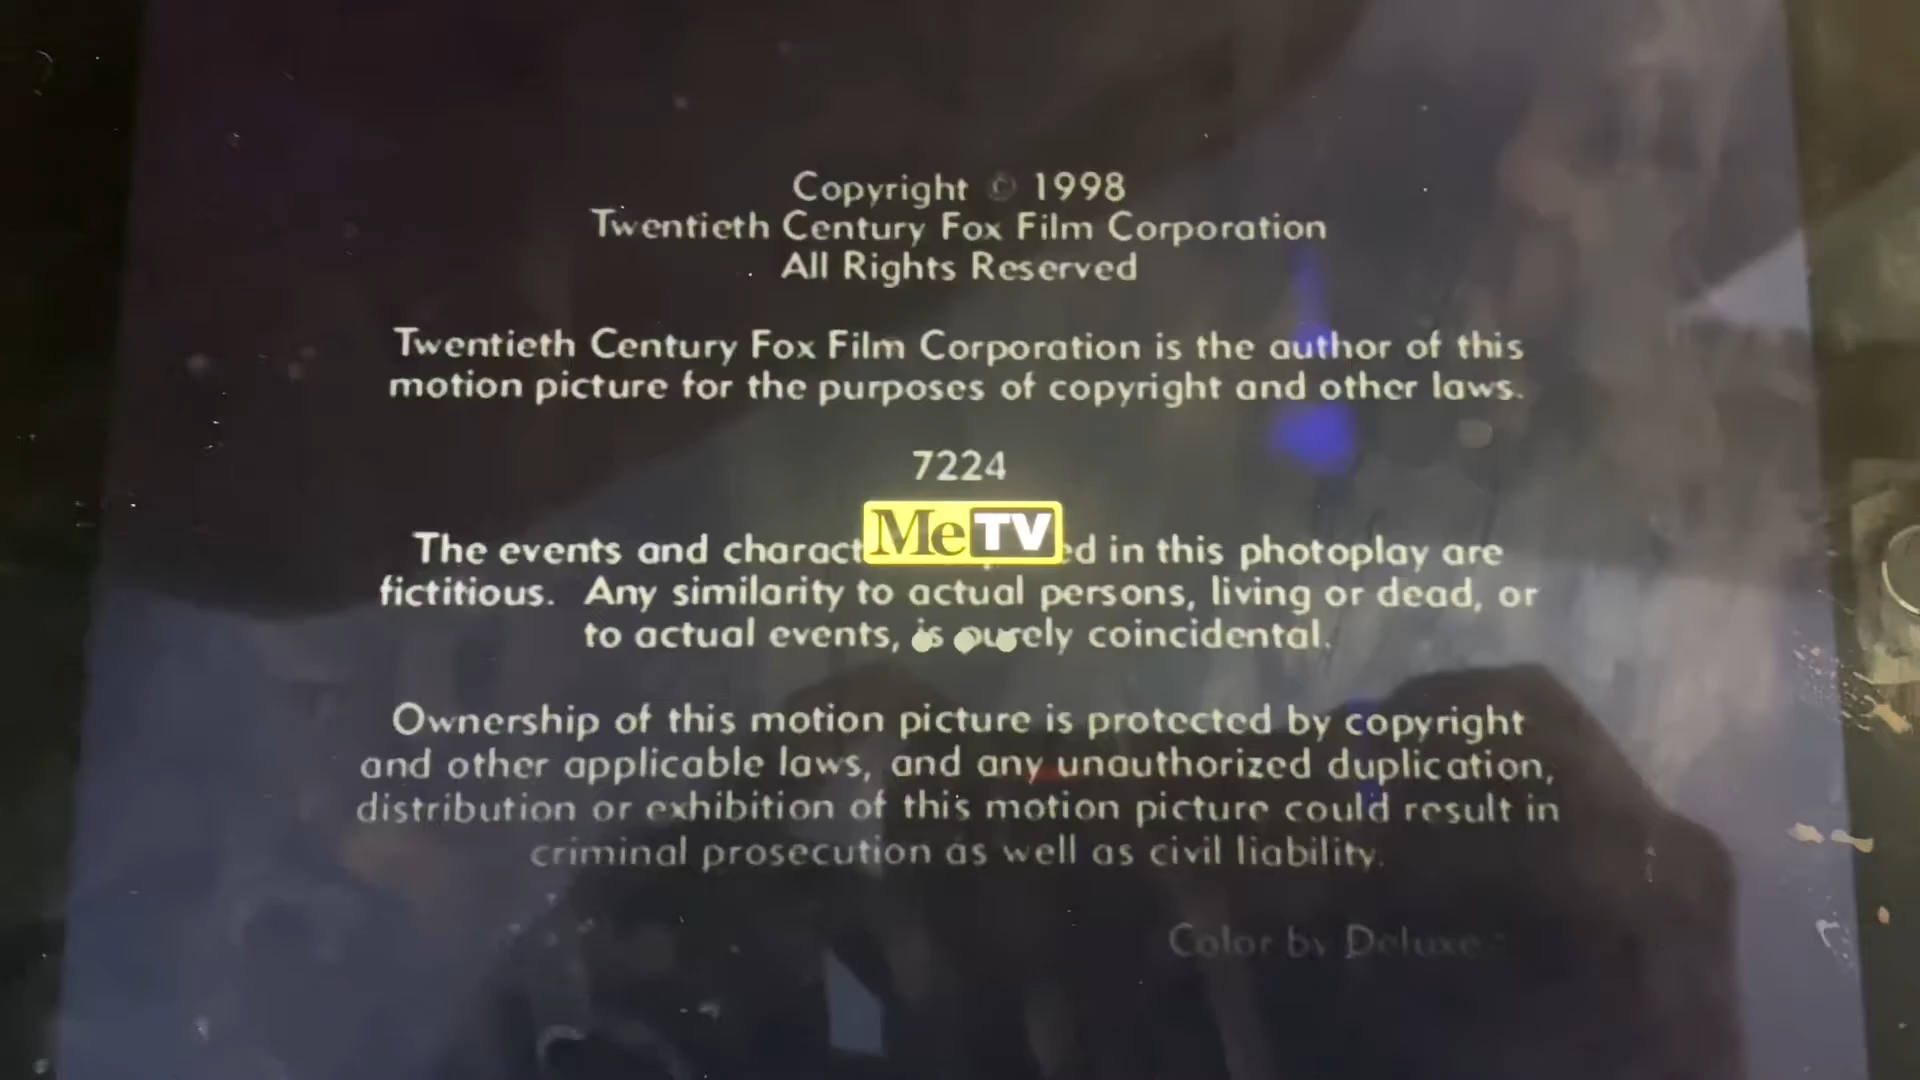 Copyright © 1998
Twentieth Century Fox Film Corporation
All Rights Reserved
Twentieth Century Fox Film Corporation is the author of this
motion picture for the purposes of copyright and other laws.
7224
MeTV
The events and charact ed in this photoplay are
fictitious. Any similarity to actual persons, living or dead, or
to actual events, is purely coincidental.
Ownership of this motion picture is protected by copyright
and other applicable laws, and any unauthorized duplication,
distribution or exhibition of this motion picture could result in
criminal prosecution as well as civil liability.
Color by Deluxe